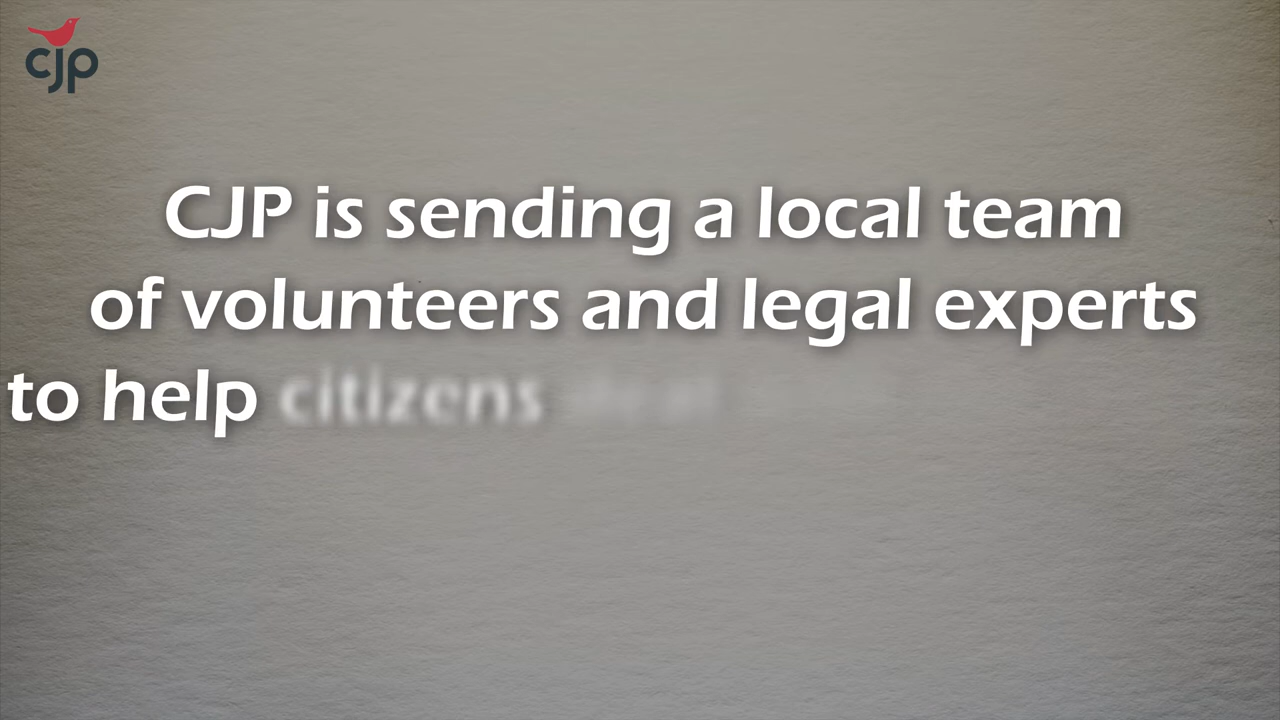 cjp
CJP is sending a local team
of volunteers and legal experts
to help citizens